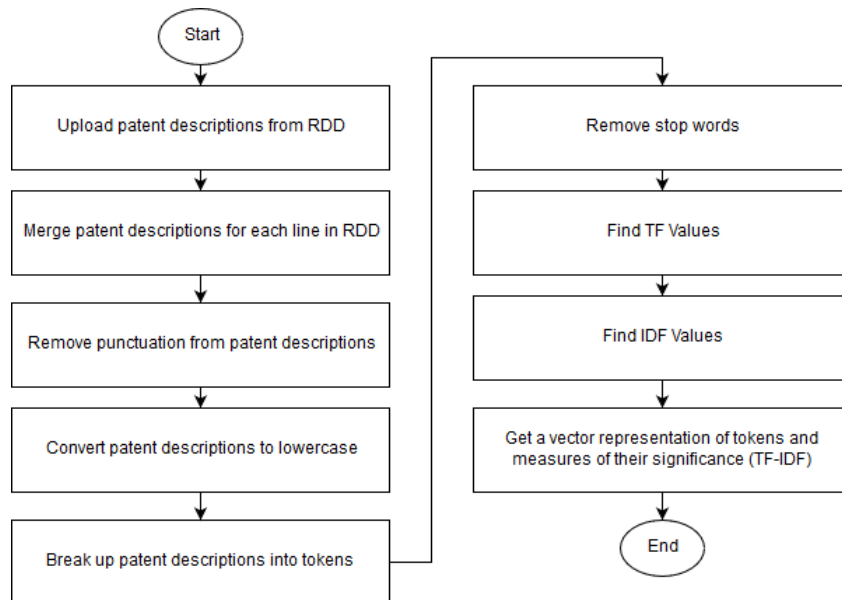 Start
Upload patent descriptions from RDD
Merge patent descriptions for each line in RDD
Remove punctuation from patent descriptions
Convert patent descriptions to lowercase
Break up patent descriptions into tokens
Remove stop words
Find TF Values
Find IDF Values
Get a vector representation of tokens and
measures of their significance (TF-IDF)
End